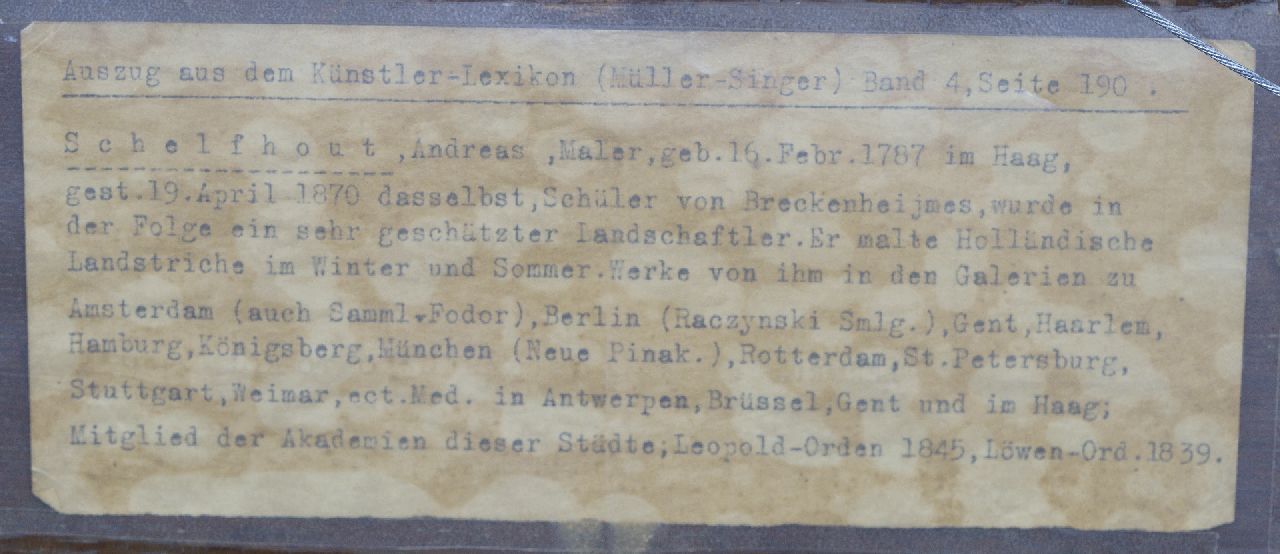 Auszug aus dem Künstler-Lexikon (Müller-Singer) Band 4,Seite 190 .
S c h e l f h o u t ,Andreas ,Maler,geb.16.Febr.1787 im Haag,
gest.19.April 1870 dasselbst,Schüler von Breckenheijmes,wurde in
der Folge ein sehr geschätzter Landschaftler.Er malte Holländische
Landstriche im Winter und Sommer.Werke von ihm in den Galerien zu
Amsterdam (auch Samml.Fodor),Berlin (Raczynski Smlg.),Gent,Haarlem,
Hamburg,Königsberg,München (Neue Pinak.),Rotterdam,St.Petersburg,
Stuttgart,Weimar,ect.Med. in Antwerpen,Brüssel,Gent und im Haag;
Mitglied der Akademien dieser Städte;Leopold-Orden 1845,Löwen-Ord.1839.